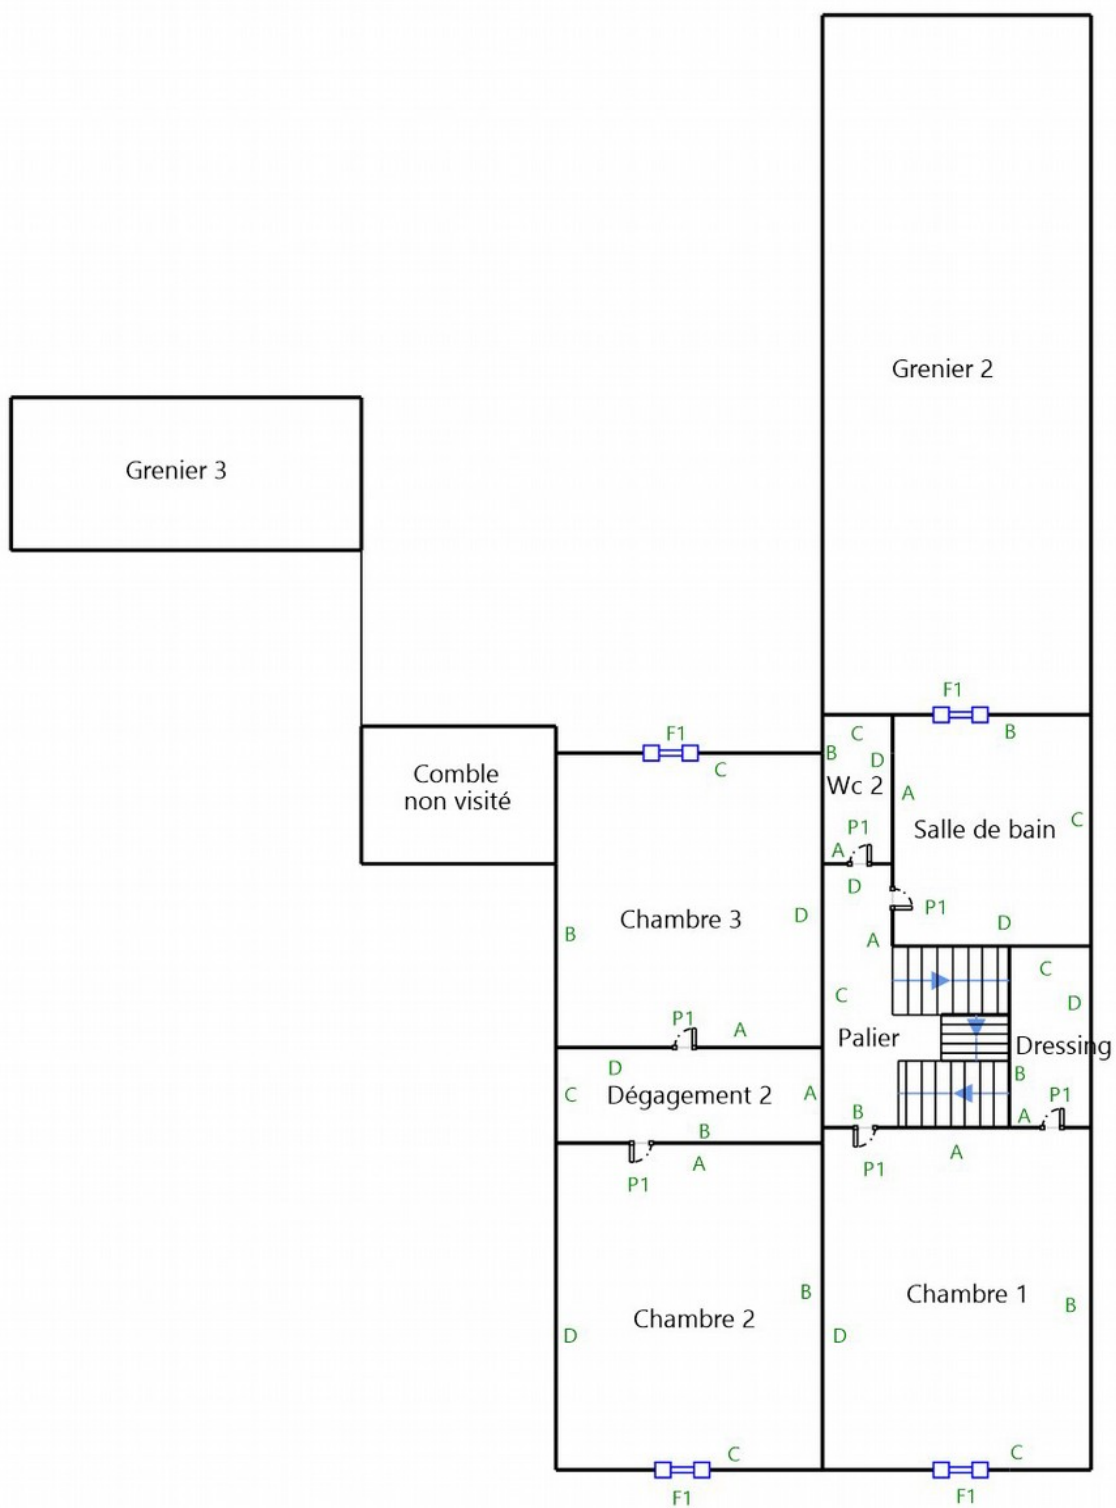 Grenier 2
Grenier 3
F1
B
F1
C
C
B
D
Wc 2
A
Salle de bain
C
P1
A
D
P1
D
A
Comble
non visité
Chambre 3
B
D
P1
A
C
Palier
C
D
Dressing
B
A
P1
B
P1
A
D
C
Dégagement 2
A
B
A
P1
Chambre 2
B
D
C
F1
Chambre 1
B
D
C
F1